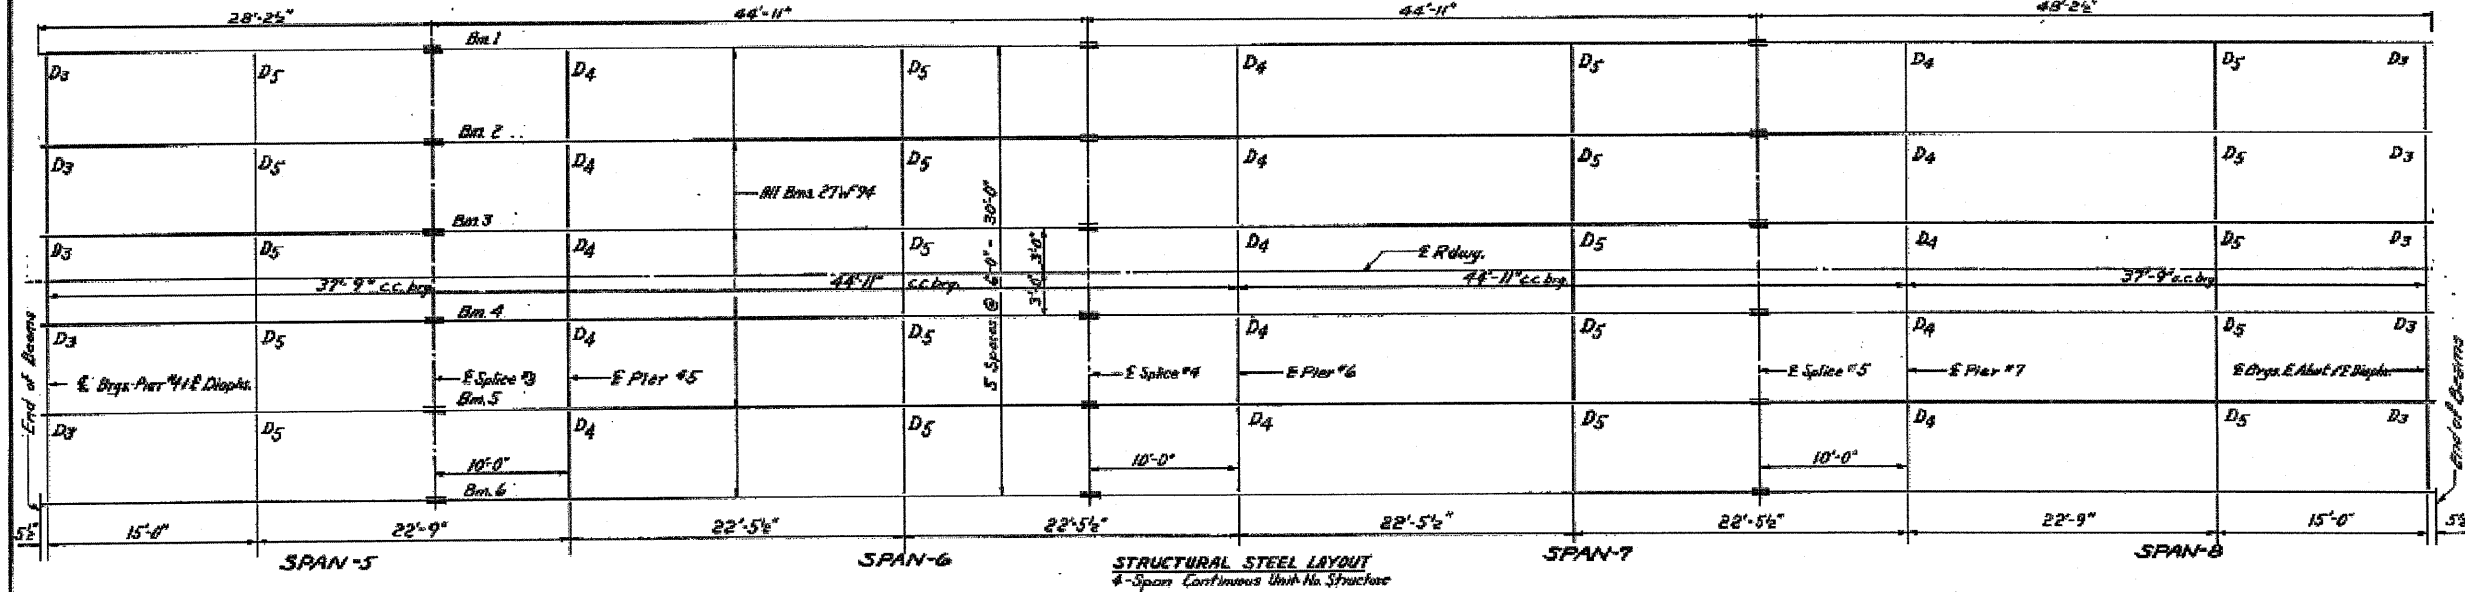 28'-2½" 44'-11" 44'-11" 48'-2½"
Bm. 1
D3 D5 D4 D5 D4 D5 D4 D5 D3
Bm. 2
D3 D5 D4 D5 D4 D5 D4 D5 D3
All Bms. 27W94
Bm. 3
D3 D5 D4 D5 D4 D5 D4 D5 D3
℄ Rdwy.
37'-9" c.c. brg. 44'-11" c.c. brg. 44'-11" c.c. brg. 37'-9" c.c. brg.
5 Spaces @ 6'-0" = 30'-0"
3'-0" 3'-0"
Bm. 4
D3 D5 D4 D5 D4 D5 D4 D5 D3
End of Beams
℄ Brgs. Pier #4 & ℄ Diaphs. ℄ Splice #3 ℄ Pier #5 ℄ Splice #4 ℄ Pier #6 ℄ Splice #5 ℄ Pier #7 ℄ Brgs. E. Abut. & ℄ Diaphs.
End of Beams
Bm. 5
D3 D5 D4 D5 D4 D5 D4 D5 D3
10'-0" 10'-0" 10'-0"
Bm. 6
5½" 15'-0" 22'-9" 22'-5½" 22'-5½" 22'-5½" 22'-5½" 22'-9" 15'-0" 5½
SPAN-5 SPAN-6 SPAN-7 SPAN-8
STRUCTURAL STEEL LAYOUT
4-Span Continuous Unit No. Structure